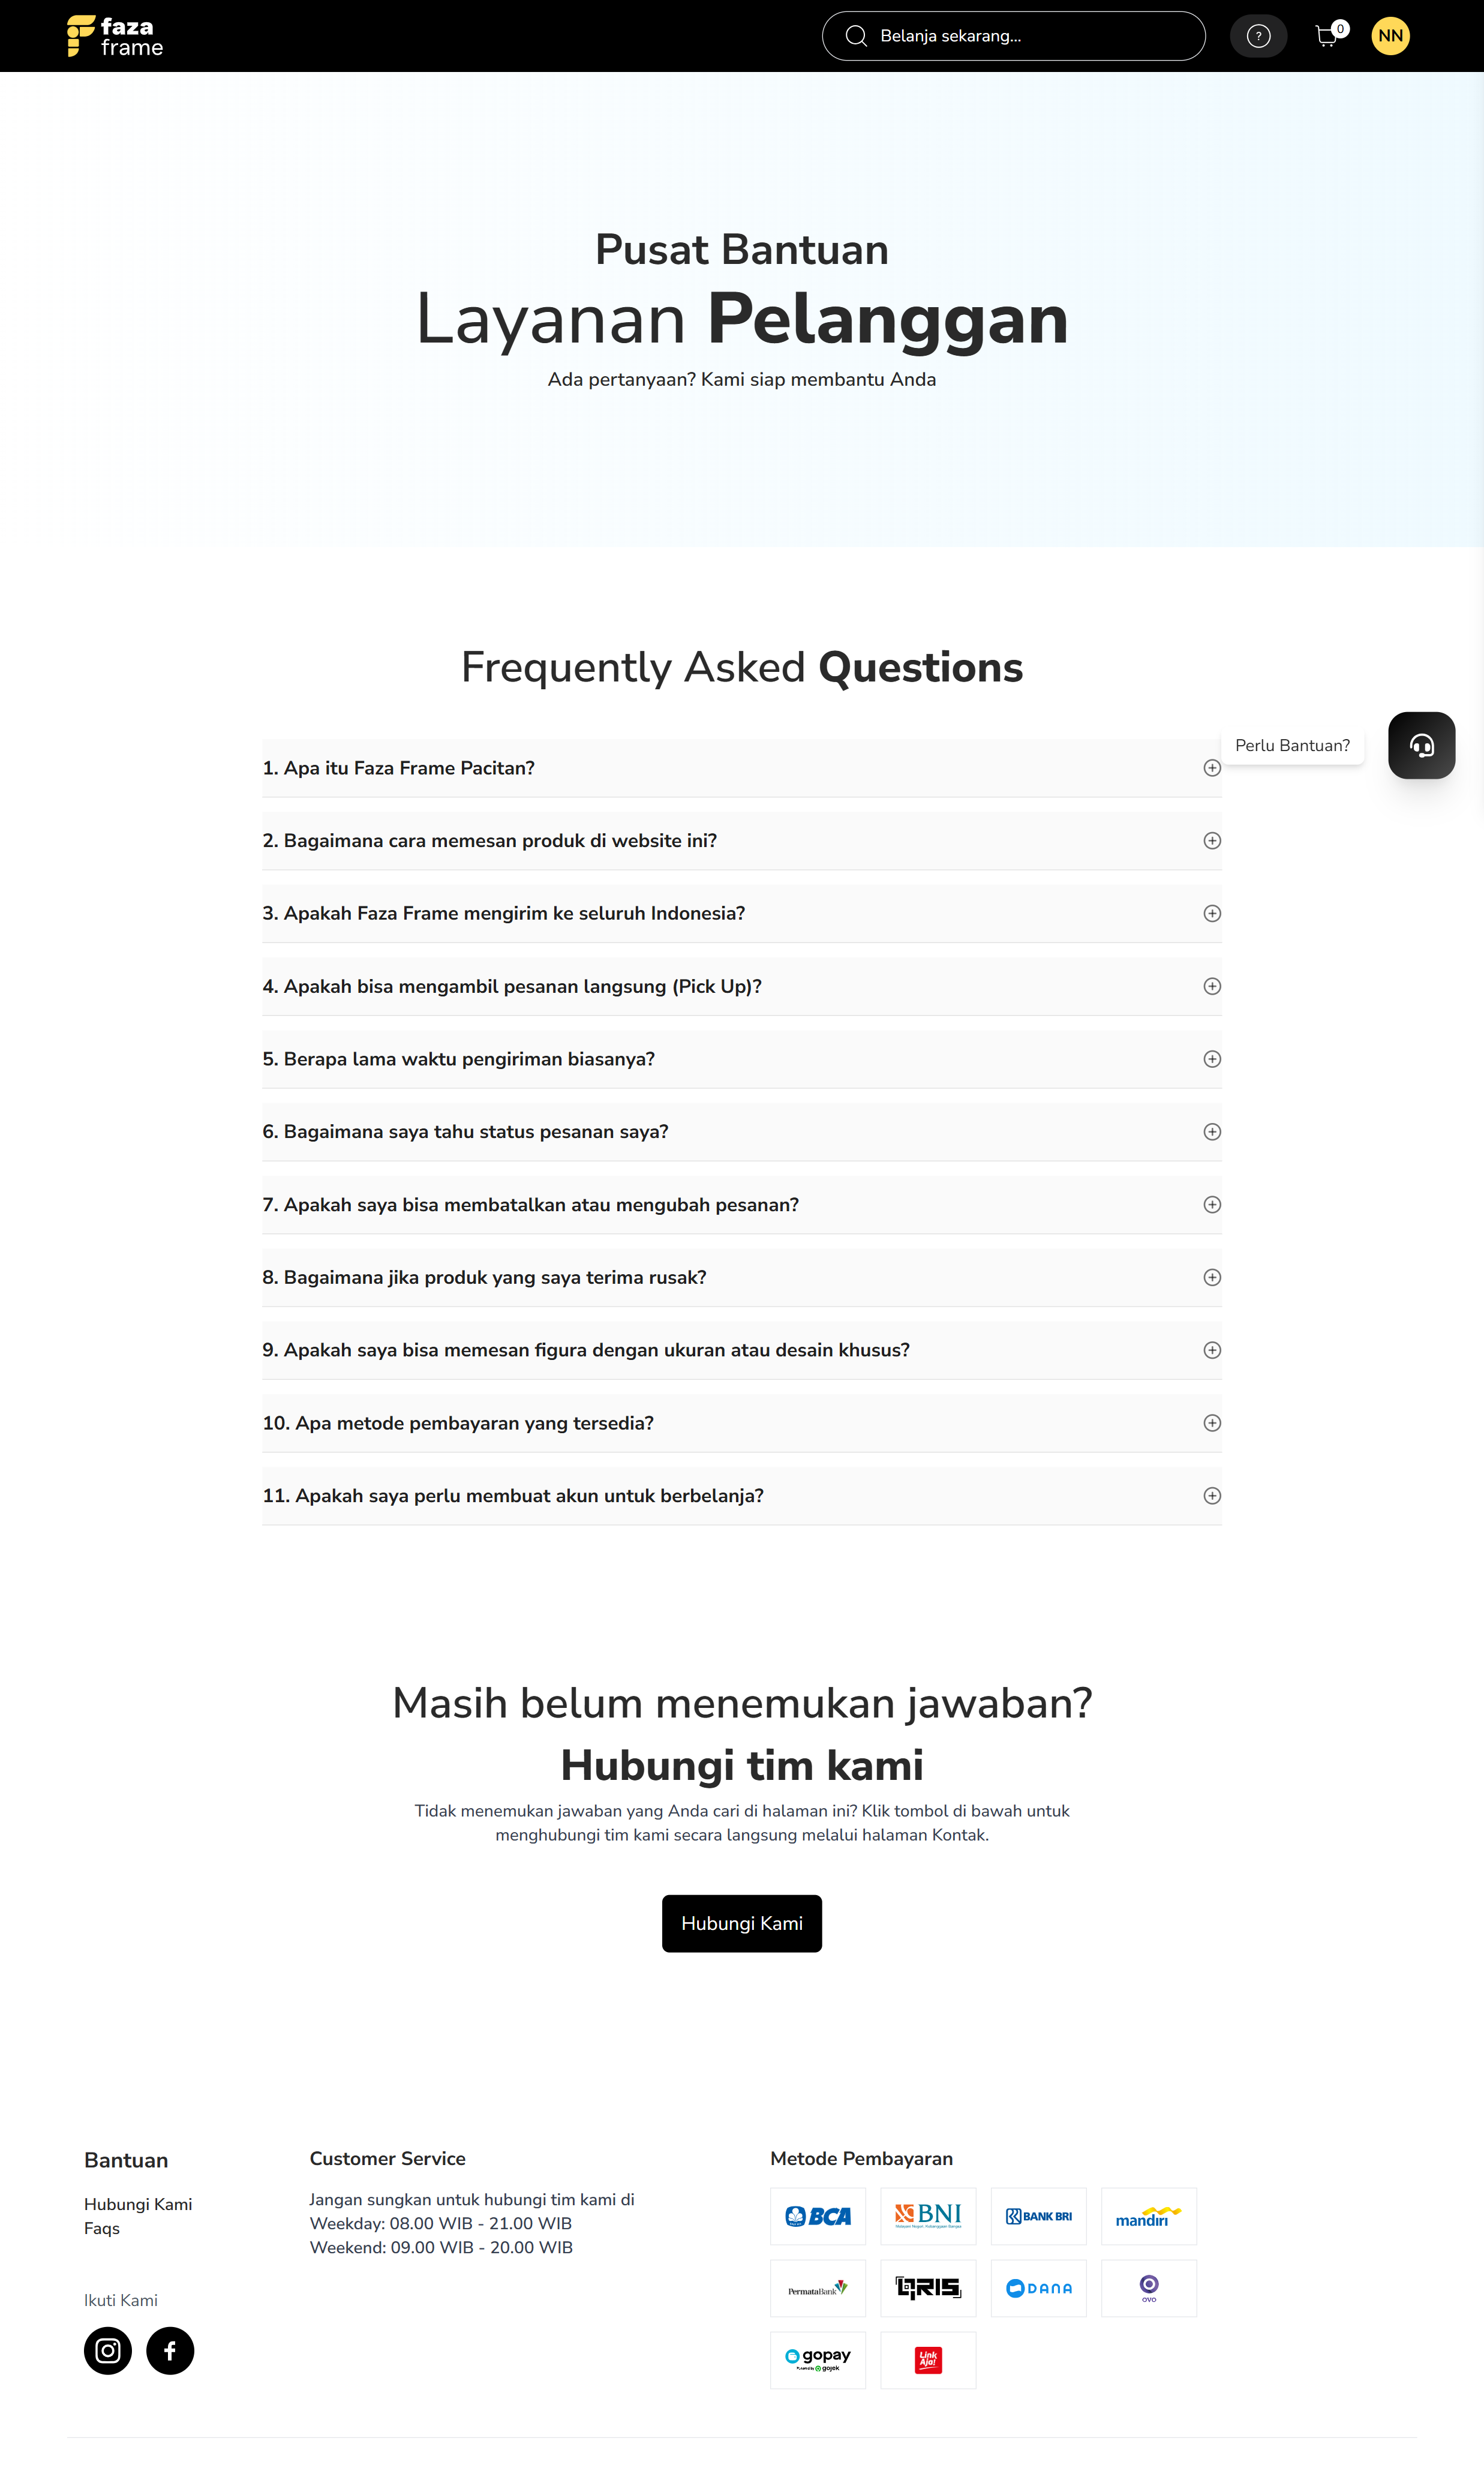 faza
frame
Belanja sekarang...
?
0
NN
Pusat Bantuan
Layanan Pelanggan
Ada pertanyaan? Kami siap membantu Anda
Frequently Asked Questions
Perlu Bantuan?
1. Apa itu Faza Frame Pacitan?
2. Bagaimana cara memesan produk di website ini?
3. Apakah Faza Frame mengirim ke seluruh Indonesia?
4. Apakah bisa mengambil pesanan langsung (Pick Up)?
5. Berapa lama waktu pengiriman biasanya?
6. Bagaimana saya tahu status pesanan saya?
7. Apakah saya bisa membatalkan atau mengubah pesanan?
8. Bagaimana jika produk yang saya terima rusak?
9. Apakah saya bisa memesan figura dengan ukuran atau desain khusus?
10. Apa metode pembayaran yang tersedia?
11. Apakah saya perlu membuat akun untuk berbelanja?
Masih belum menemukan jawaban?
Hubungi tim kami
Tidak menemukan jawaban yang Anda cari di halaman ini? Klik tombol di bawah untuk
menghubungi tim kami secara langsung melalui halaman Kontak.
Hubungi Kami
Bantuan
Hubungi Kami
Faqs
Ikuti Kami
Customer Service
Jangan sungkan untuk hubungi tim kami di
Weekday: 08.00 WIB - 21.00 WIB
Weekend: 09.00 WIB - 20.00 WIB
Metode Pembayaran
BCA
BNI
BANK BRI
mandiri
PermataBank
QRIS
DANA
OVO
gopay
gojek
Link
Aja!